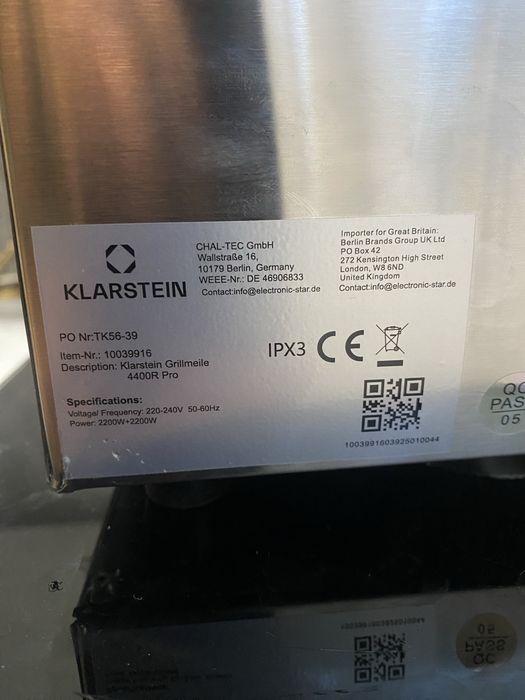 KLARSTEIN
CHAL-TEC GmbH
Wallstraße 16,
10179 Berlin, Germany
WEEE-Nr.: DE 46906833
Contact:info@electronic-star.de
Importer for Great Britain:
Berlin Brands Group UK Ltd
PO Box 42
272 Kensington High Street
London, W8 6ND
United Kingdom
Contact:info@electronic-star.de
PO Nr:TK56-39
Item-Nr.: 10039916
Description: Klarstein Grillmeile
4400R Pro
IPX3 CE
Specifications:
Voltage/ Frequency: 220-240V 50-60Hz
Power: 2200W+2200W
1003991603925010044
QC
PASS
05